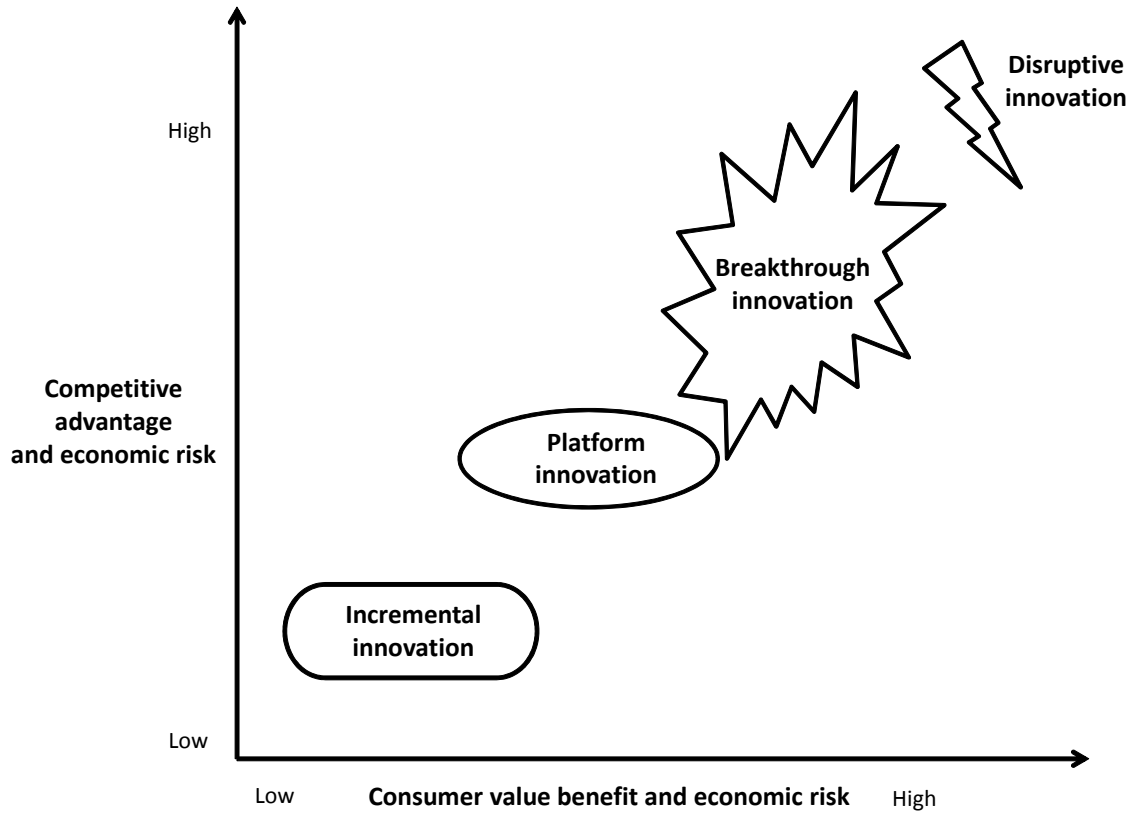 Disruptive
innovation
High
Breakthrough
innovation
Competitive
advantage
and economic risk
Platform
innovation
Incremental
innovation
Low
Low Consumer value benefit and economic risk High